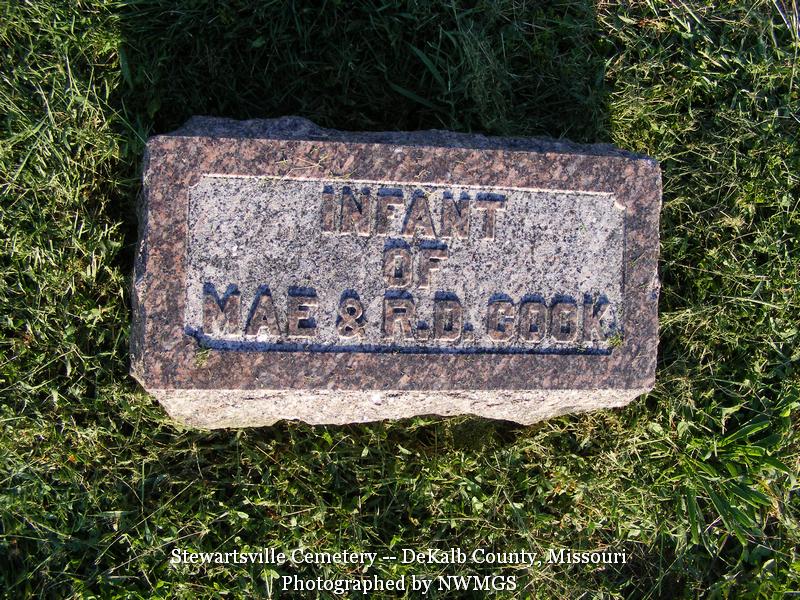 INFANT
OF
MAE & R.D. COOK
Stewartsville Cemetery -- DeKalb County, Missouri
Photographed by NWMGS